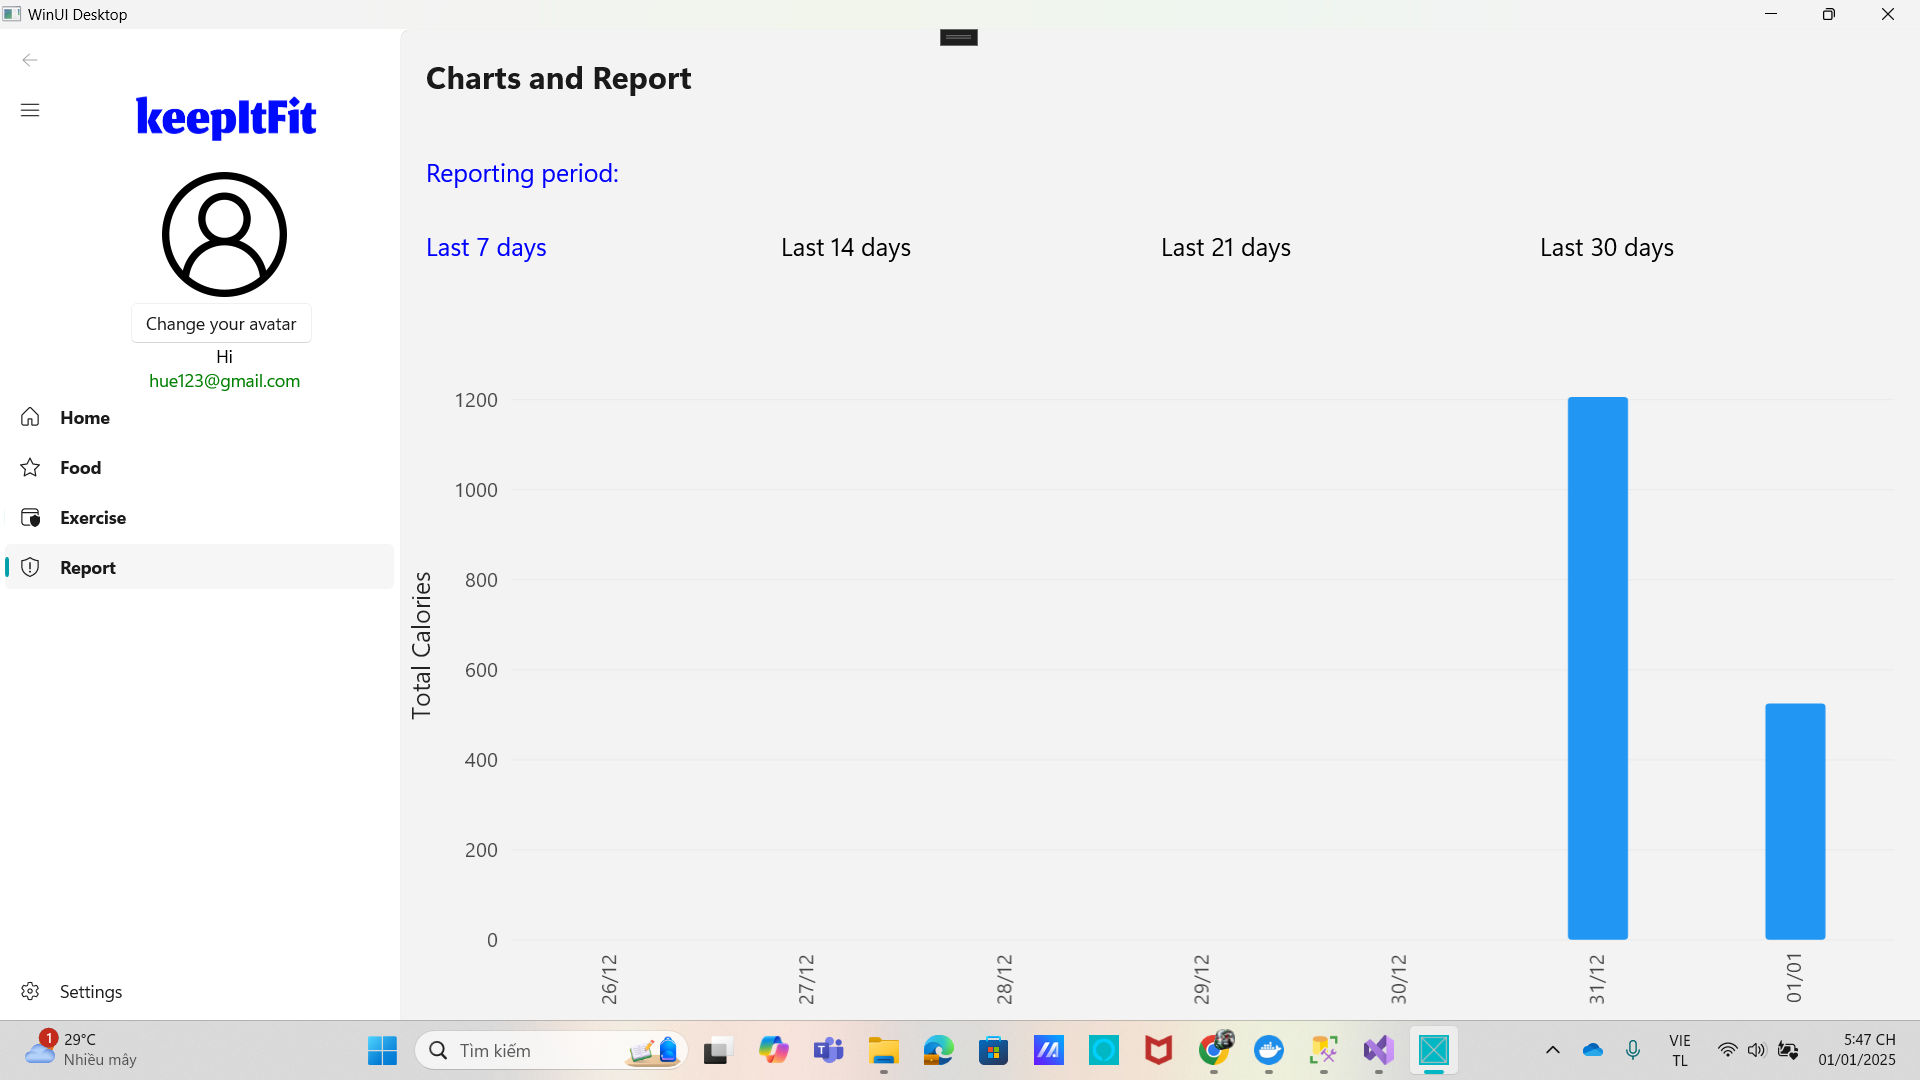 WinUI Desktop
keepItFit
Change your avatar
Hi
hue123@gmail.com
Home
Food
Exercise
Report
Settings
Charts and Report
Reporting period:
Last 7 days
Last 14 days
Last 21 days
Last 30 days
Total Calories
1200
1000
800
600
400
200
0
26/12
27/12
28/12
29/12
30/12
31/12
01/01
1
29°C
Nhiều mây
Tìm kiếm
VIE
TL
5:47 CH
01/01/2025